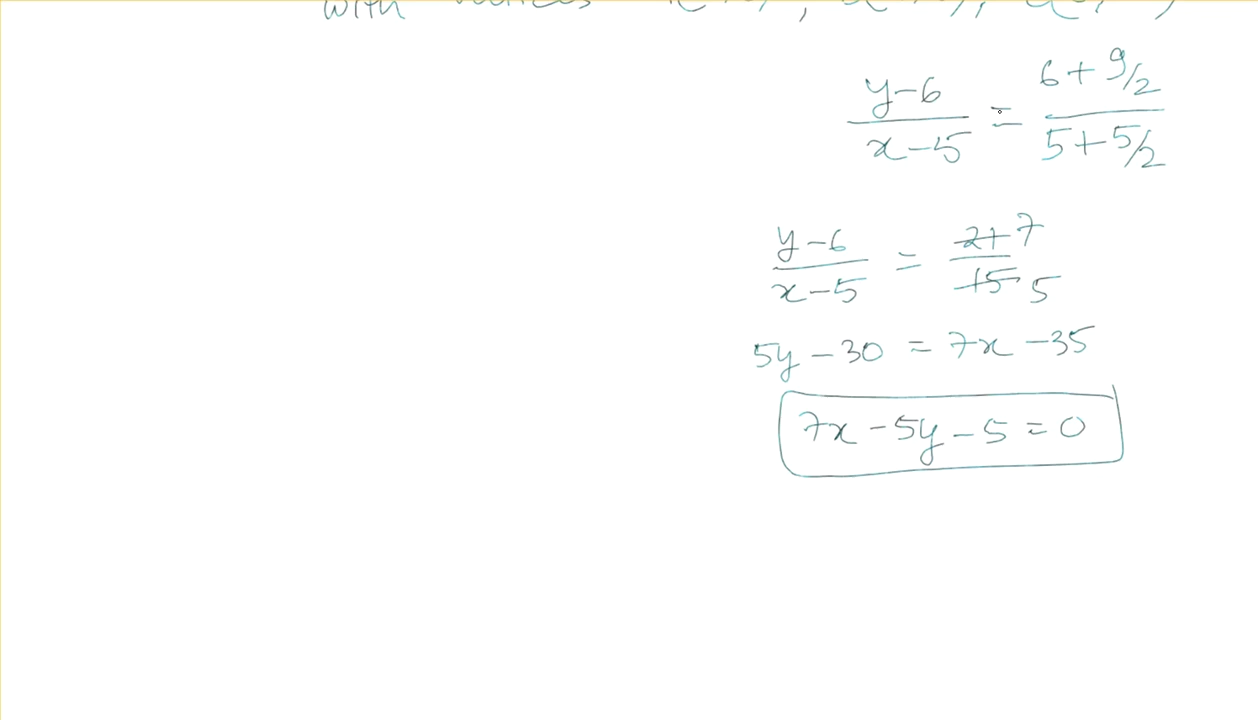 with
y-6/x-5 = 6+9/2/5+5/2
y-6/x-5 = 21 7/15 5
5y-30 = 7x-35
7x-5y-5=0